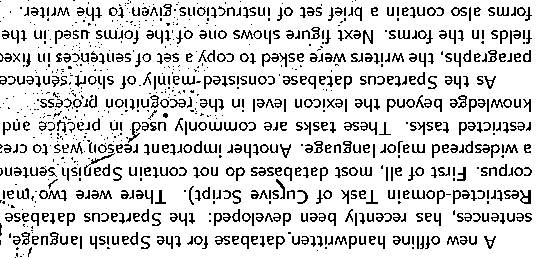 A new offline handwritten database for the Spanish language,
sentences, has recently been developed: the Spartacus database
Restricted-domain Task of Cursive Script). There were two
corpus. First of all, most databases do not contain Spanish
a widespread major language. Another important reason was to
restricted tasks. These tasks are commonly used in practice and
knowledge beyond the lexicon level in the recognition process.
As the Spartacus database consisted mainly of short sentence
paragraphs, the writers were asked to copy a set of sentences in
fields in the forms. Next figure shows one of the forms used in the
forms also contain a brief set of instructions given to the writer.